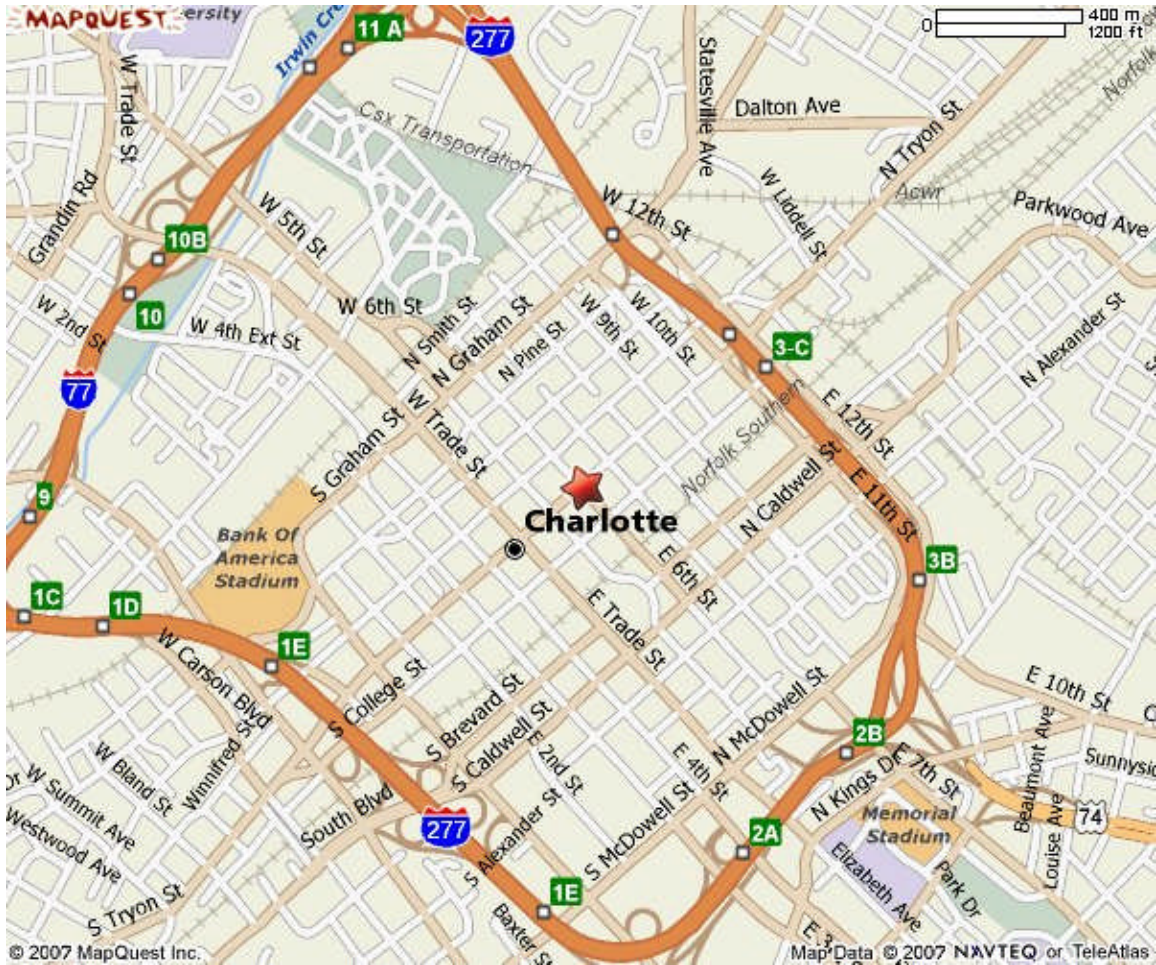 MAPQUEST
ersity
Irwin Cre
11 A
277
400 m
0
1200 ft
W Trade St
Statesville Ave
Norfolk
Norfolk
Dalton Ave
N Tryon St
Csx Transportation
Acwr
W Liddell St
Parkwood Ave
Grandin Rd
W 5th St
W 12th St
10B
10
W 2nd St
W 6th St
W 4th Ext St
N Smith St
N Graham St
N Pine St
W 9th St
W 10th St
3-C
N Alexander St
77
W Trade St
S Graham St
E 12th St
Norfolk Southern
N Caldwell St
E 11th St
9
Charlotte
Bank Of
America
Stadium
E 6th St
3B
1C
1D
E Trade St
1E
W Carson Blvd
S College St
E 10th St
N McDowell St
S Brevard St
S Caldwell St
E 2nd St
E 4th St
2B
E 7th St
N Kings Dr
Beaumont Ave
Sunnysid
Winnifred St
W Bland St
Dr
W Summit Ave
Westwood Ave
South Blvd
277
S Alexander St
S McDowell St
2A
Memorial
Stadium
74
Louise Ave
Elizabeth Ave
Park Dr
S Tryon St
1E
Baxter St
E 3
© 2007 MapQuest Inc.
Map Data © 2007 NAVTEQ or TeleAtlas